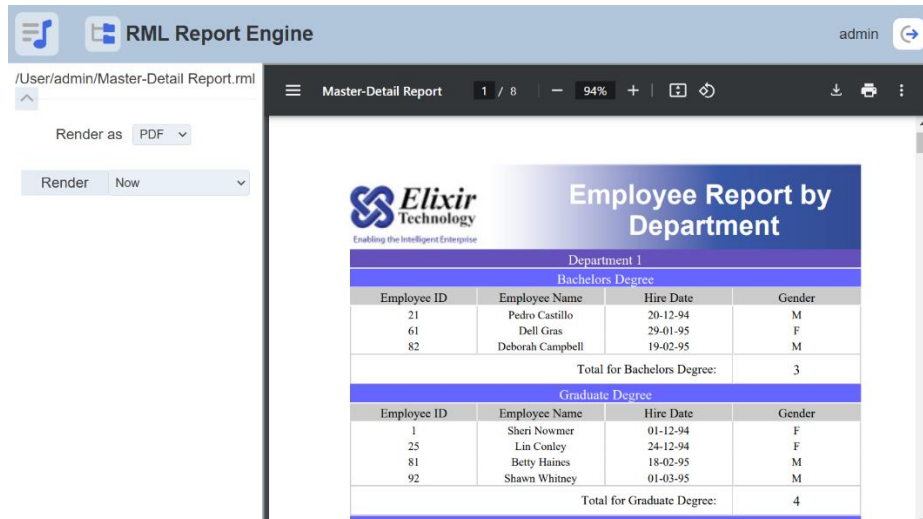 RML Report Engine
admin
/User/admin/Master-Detail Report.rml
Render as PDF
Render Now
Master-Detail Report 1 / 8 94%
Elixir
Technology
Enabling the Intelligent Enterprise
Employee Report by
Department
Department 1
Bachelors Degree
Employee ID Employee Name Hire Date Gender
21 Pedro Castillo 20-12-94 M
61 Dell Gras 29-01-95 F
82 Deborah Campbell 19-02-95 M
Total for Bachelors Degree: 3
Graduate Degree
Employee ID Employee Name Hire Date Gender
1 Sheri Nowmer 01-12-94 F
25 Lin Conley 24-12-94 F
81 Betty Haines 18-02-95 M
92 Shawn Whitney 01-03-95 M
Total for Graduate Degree: 4